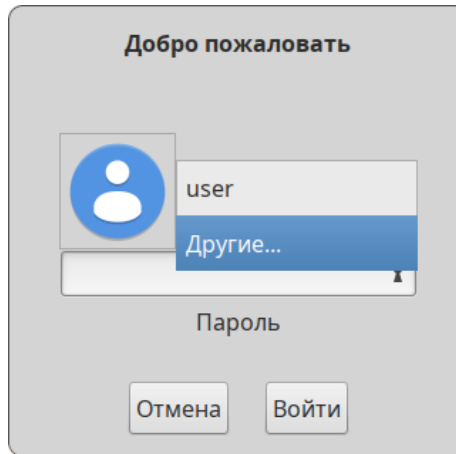 Добро пожаловать
user
Другие...
Пароль
Отмена
Войти